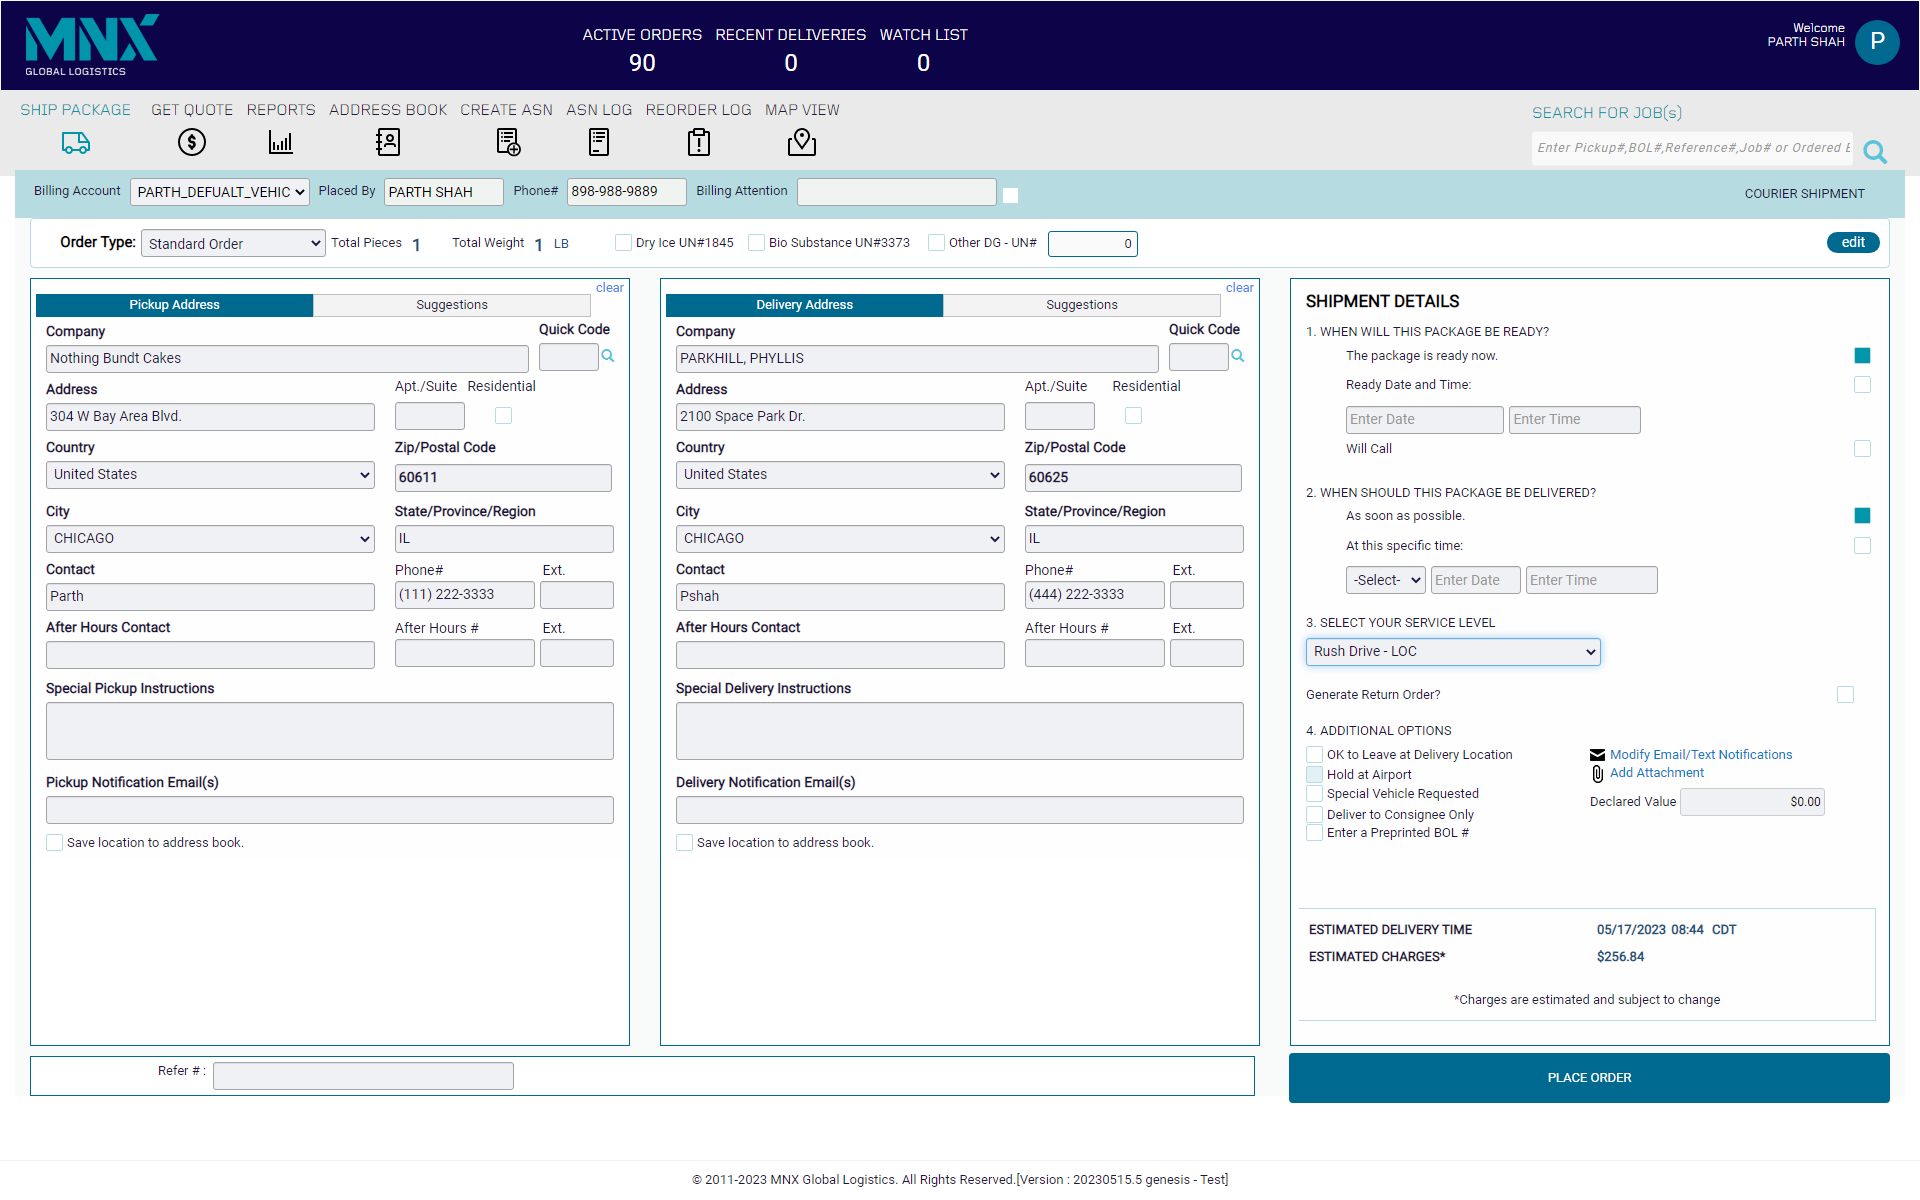 MNX
GLOBAL LOGISTICS
ACTIVE ORDERS RECENT DELIVERIES WATCH LIST
90 0 0
Welcome
PARTH SHAH
P
SHIP PACKAGE GET QUOTE REPORTS ADDRESS BOOK CREATE ASN ASN LOG REORDER LOG MAP VIEW
SEARCH FOR JOB(s)
Enter Pickup#,BOL#,Reference#,Job# or Ordered
Billing Account PARTH_DEFUALT_VEHIC Placed By PARTH SHAH Phone# 898-988-9889 Billing Attention COURIER SHIPMENT
Order Type: Standard Order Total Pieces 1 Total Weight 1 LB Dry Ice UN#1845 Bio Substance UN#3373 Other DG - UN# 0 edit
clear
Pickup Address Suggestions
Company Quick Code
Nothing Bundt Cakes
Address Apt./Suite Residential
304 W Bay Area Blvd.
Country Zip/Postal Code
United States 60611
City State/Province/Region
CHICAGO IL
Contact Phone# Ext.
Parth (111) 222-3333
After Hours Contact After Hours # Ext.
Special Pickup Instructions
Pickup Notification Email(s)
Save location to address book.
clear
Delivery Address Suggestions
Company Quick Code
PARKHILL, PHYLLIS
Address Apt./Suite Residential
2100 Space Park Dr.
Country Zip/Postal Code
United States 60625
City State/Province/Region
CHICAGO IL
Contact Phone# Ext.
Pshah (444) 222-3333
After Hours Contact After Hours # Ext.
Special Delivery Instructions
Delivery Notification Email(s)
Save location to address book.
SHIPMENT DETAILS
1. WHEN WILL THIS PACKAGE BE READY?
The package is ready now.
Ready Date and Time:
Enter Date Enter Time
Will Call
2. WHEN SHOULD THIS PACKAGE BE DELIVERED?
As soon as possible.
At this specific time:
-Select- Enter Date Enter Time
3. SELECT YOUR SERVICE LEVEL
Rush Drive - LOC
Generate Return Order?
4. ADDITIONAL OPTIONS
OK to Leave at Delivery Location
Hold at Airport
Special Vehicle Requested
Deliver to Consignee Only
Enter a Preprinted BOL #
Modify Email/Text Notifications
Add Attachment
Declared Value $0.00
ESTIMATED DELIVERY TIME 05/17/2023 08:44 CDT
ESTIMATED CHARGES* $256.84
*Charges are estimated and subject to change
Refer # :
PLACE ORDER
© 2011-2023 MNX Global Logistics. All Rights Reserved.[Version : 20230515.5 genesis - Test]